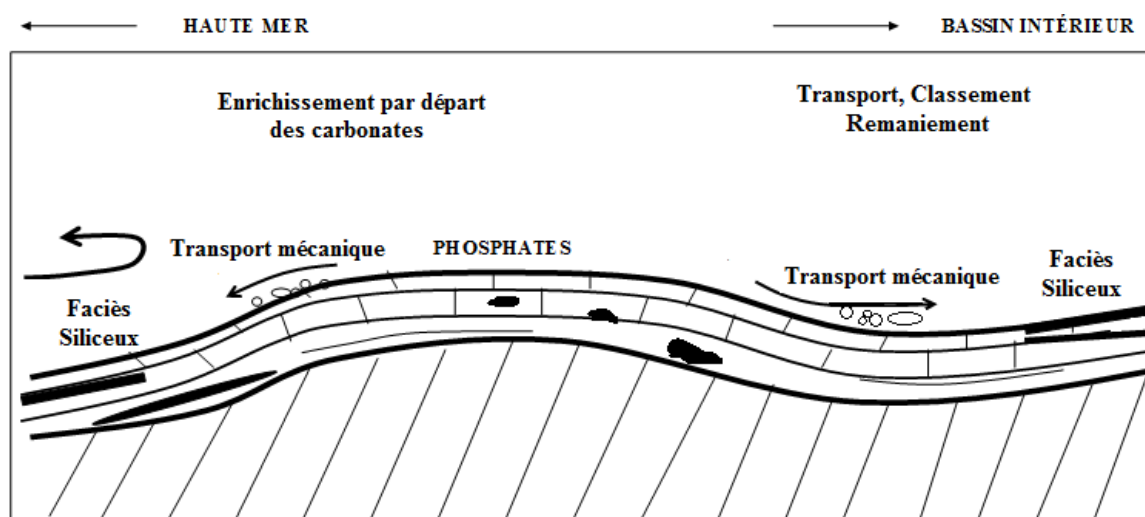 HAUTE MER
BASSIN INTÉRIEUR
Enrichissement par départ
des carbonates
Transport, Classement
Remaniement
Transport mécanique
PHOSPHATES
Transport mécanique
Faciès
Siliceux
Faciès
Siliceux